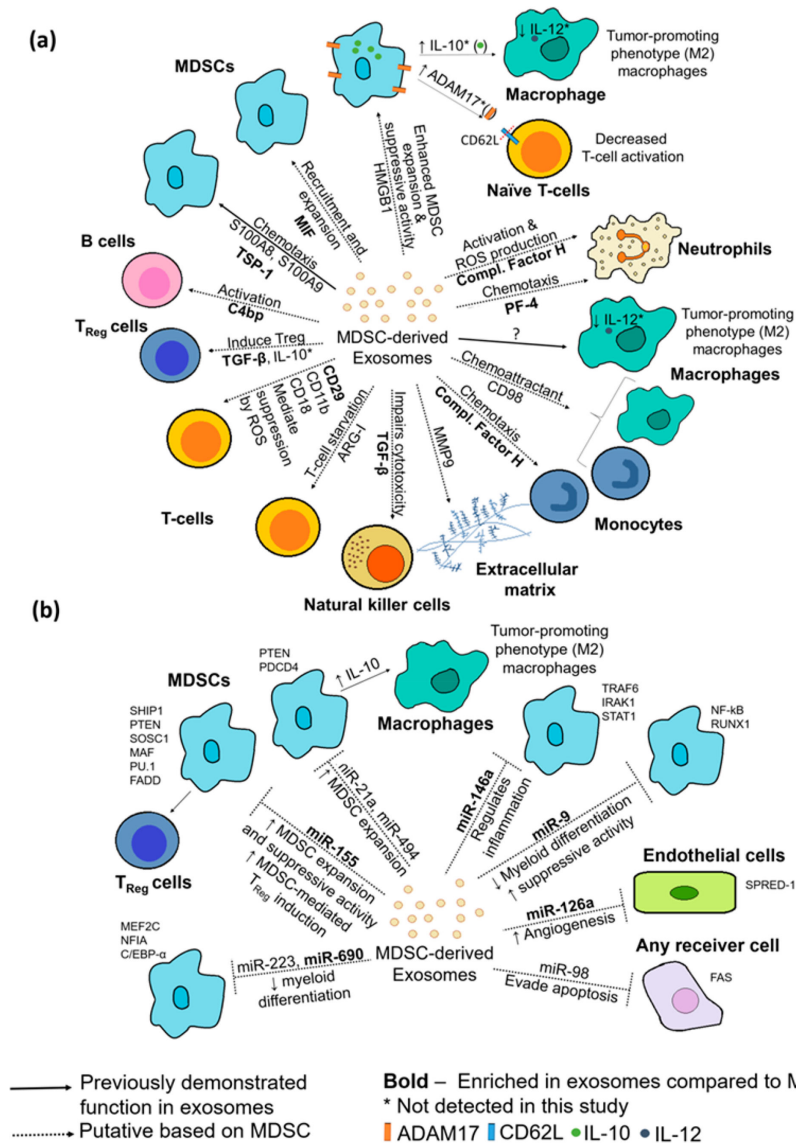 (a)
MDSCs
↑ IL-10* ( )
↑ ADAM17*( )
↓ IL-12*
Macrophage
Tumor-promoting
phenotype (M2)
macrophages
CD62L
Naïve T-cells
Decreased
T-cell activation
Enhanced MDSC
expansion &
suppressive activity
HMGB1
Recruitment and
expansion
MIF
Chemotaxis
S100A8, S100A9
TSP-1
B cells
Activation
C4bp
TReg cells
Induce Treg
TGF-β, IL-10*
CD29
CD11b
CD18
Mediate
suppression
by ROS
T-cells
T-cell starvation
ARG-I
Impairs cytotoxicity
TGF-β
Natural killer cells
MMP9
Extracellular
matrix
MDSC-derived
Exosomes
Activation &
ROS production
Compl. Factor H
Chemotaxis
PF-4
Neutrophils
?
↓ IL-12*
Tumor-promoting
phenotype (M2)
macrophages
Macrophages
Chemoattractant
CD98
Chemotaxis
Compl. Factor H
Monocytes
(b)
MDSCs
SHIP1
PTEN
SOSC1
MAF
PU.1
FADD
TReg cells
PTEN
PDCD4
↑ IL-10
Macrophages
Tumor-promoting
phenotype (M2)
macrophages
TRAF6
IRAK1
STAT1
NF-kB
RUNX1
miR-155
↑ MDSC expansion
and suppressive activity
↑ MDSC-mediated
TReg induction
miR-21a, miR-494
↑ MDSC expansion
miR-146a
Regulates
inflammation
miR-9
↓ Myeloid differentiation
↑ suppressive activity
Endothelial cells
SPRED-1
miR-126a
↑ Angiogenesis
Any receiver cell
FAS
miR-98
Evade apoptosis
MEF2C
NFIA
C/EBP-α
miR-223, miR-690
↓ myeloid
differentiation
MDSC-derived
Exosomes
Previously demonstrated
function in exosomes
Putative based on MDSC
Bold – Enriched in exosomes compared to M
* Not detected in this study
ADAM17 CD62L IL-10 IL-12